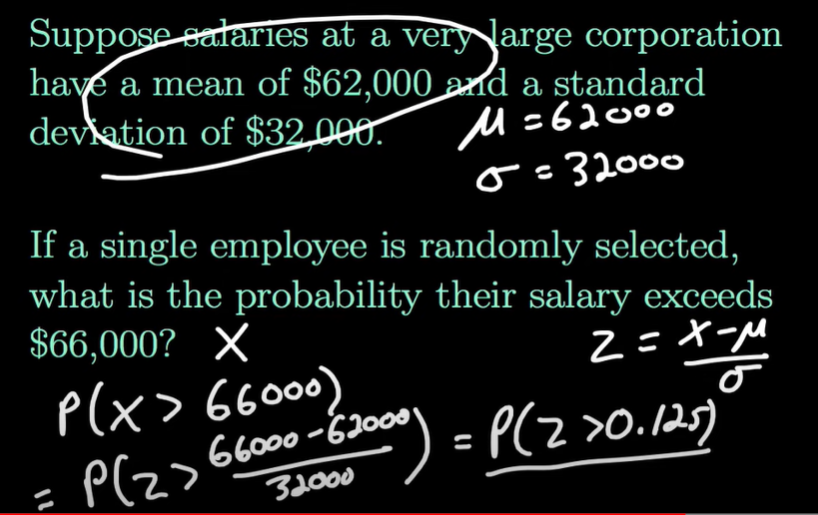 Suppose salaries at a very large corporation
have a mean of $62,000 and a standard
deviation of $32,000.
μ = 62000
σ = 32000
If a single employee is randomly selected,
what is the probability their salary exceeds
$66,000? X
z = x-μ / σ
P(X > 66000)
= P(z > 66000-62000 / 32000) = P(z >0.125)